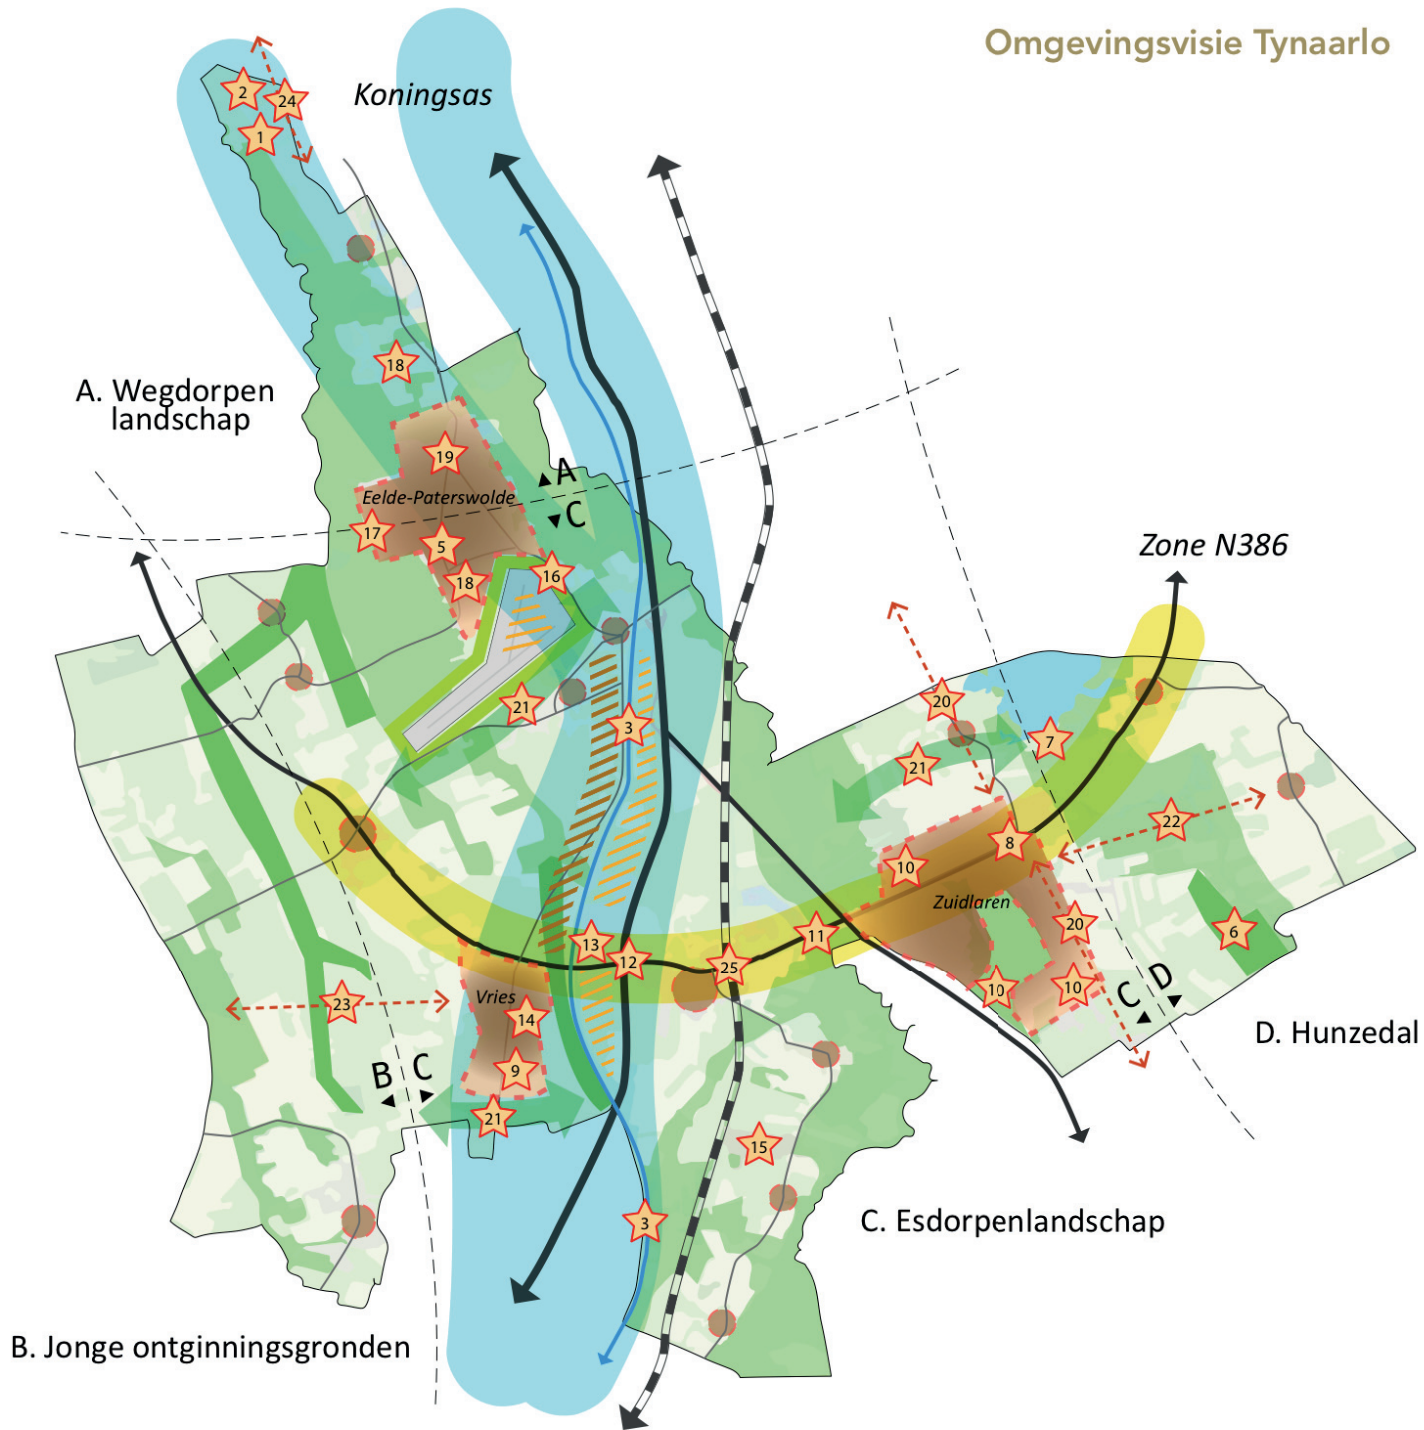 Omgevingsvisie Tynaarlo
Koningsas
2
24
1
18
A. Wegdorpen
landschap
19
A
Eelde-Paterswolde
C
17
5
18
16
Zone N386
20
21
3
7
21
22
8
10
Zuidlaren
20
6
11
13
12
25
10
10
Vries
23
14
C D
D. Hunzedal
9
B C
21
15
3
C. Esdorpenlandschap
B. Jonge ontginningsgronden